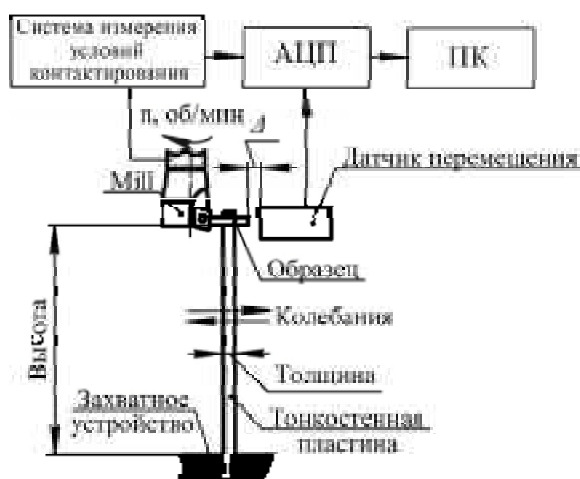 Система измерения
условий
контактирования
АЦП
ПК
n, об/мин
Δ
Датчик перемещения
Mill
Образец
Высота
Колебания
Толщина
Захватное
устройство
Тонкостенная
пластина